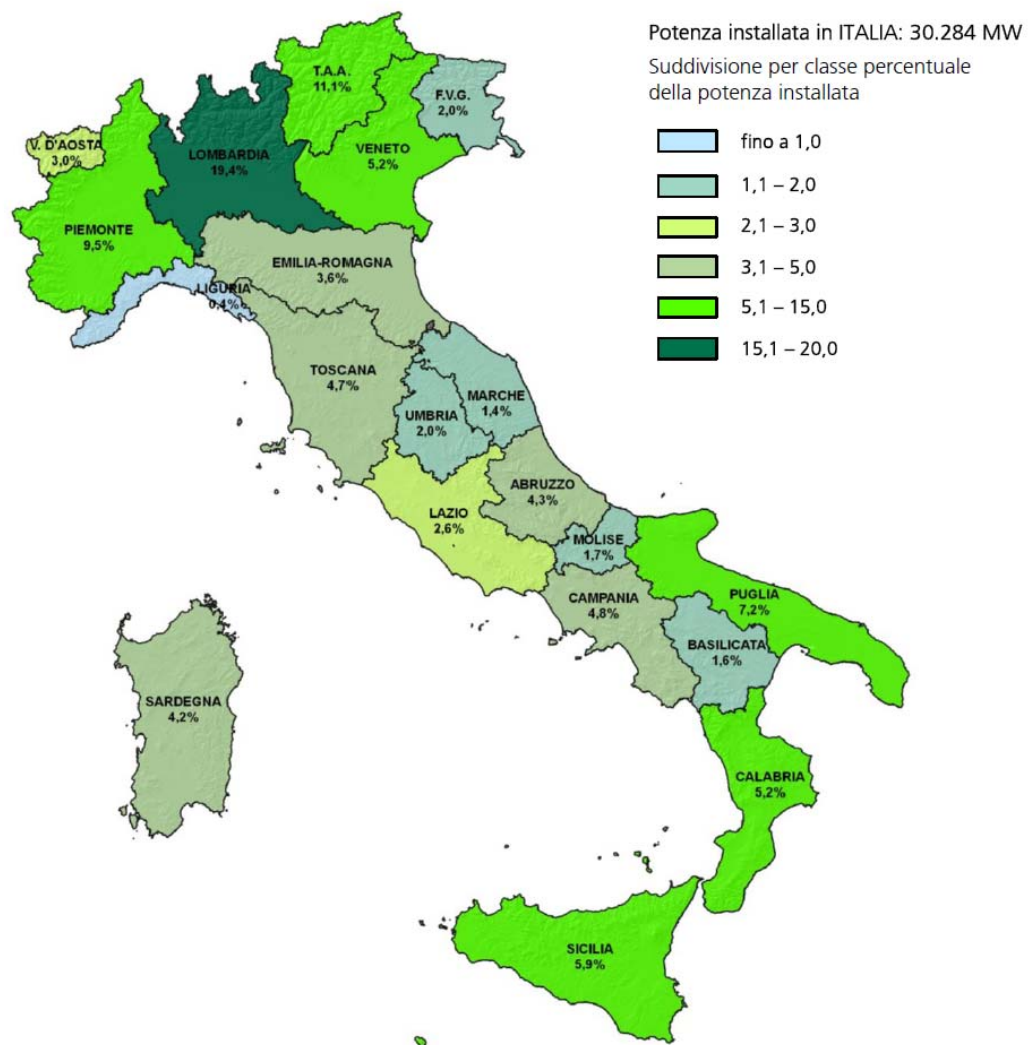 Potenza installata in ITALIA: 30.284 MW
Suddivisione per classe percentuale
della potenza installata
fino a 1,0
1,1 – 2,0
2,1 – 3,0
3,1 – 5,0
5,1 – 15,0
15,1 – 20,0
T.A.A.
11,1%
F.V.G.
2,0%
V. D'AOSTA
3,0%
LOMBARDIA
19,4%
VENETO
5,2%
PIEMONTE
9,5%
EMILIA-ROMAGNA
3,6%
LIGURIA
0,4%
TOSCANA
4,7%
MARCHE
1,4%
UMBRIA
2,0%
ABRUZZO
4,3%
LAZIO
2,6%
MOLISE
1,7%
CAMPANIA
4,8%
PUGLIA
7,2%
BASILICATA
1,6%
SARDEGNA
4,2%
CALABRIA
5,2%
SICILIA
5,9%